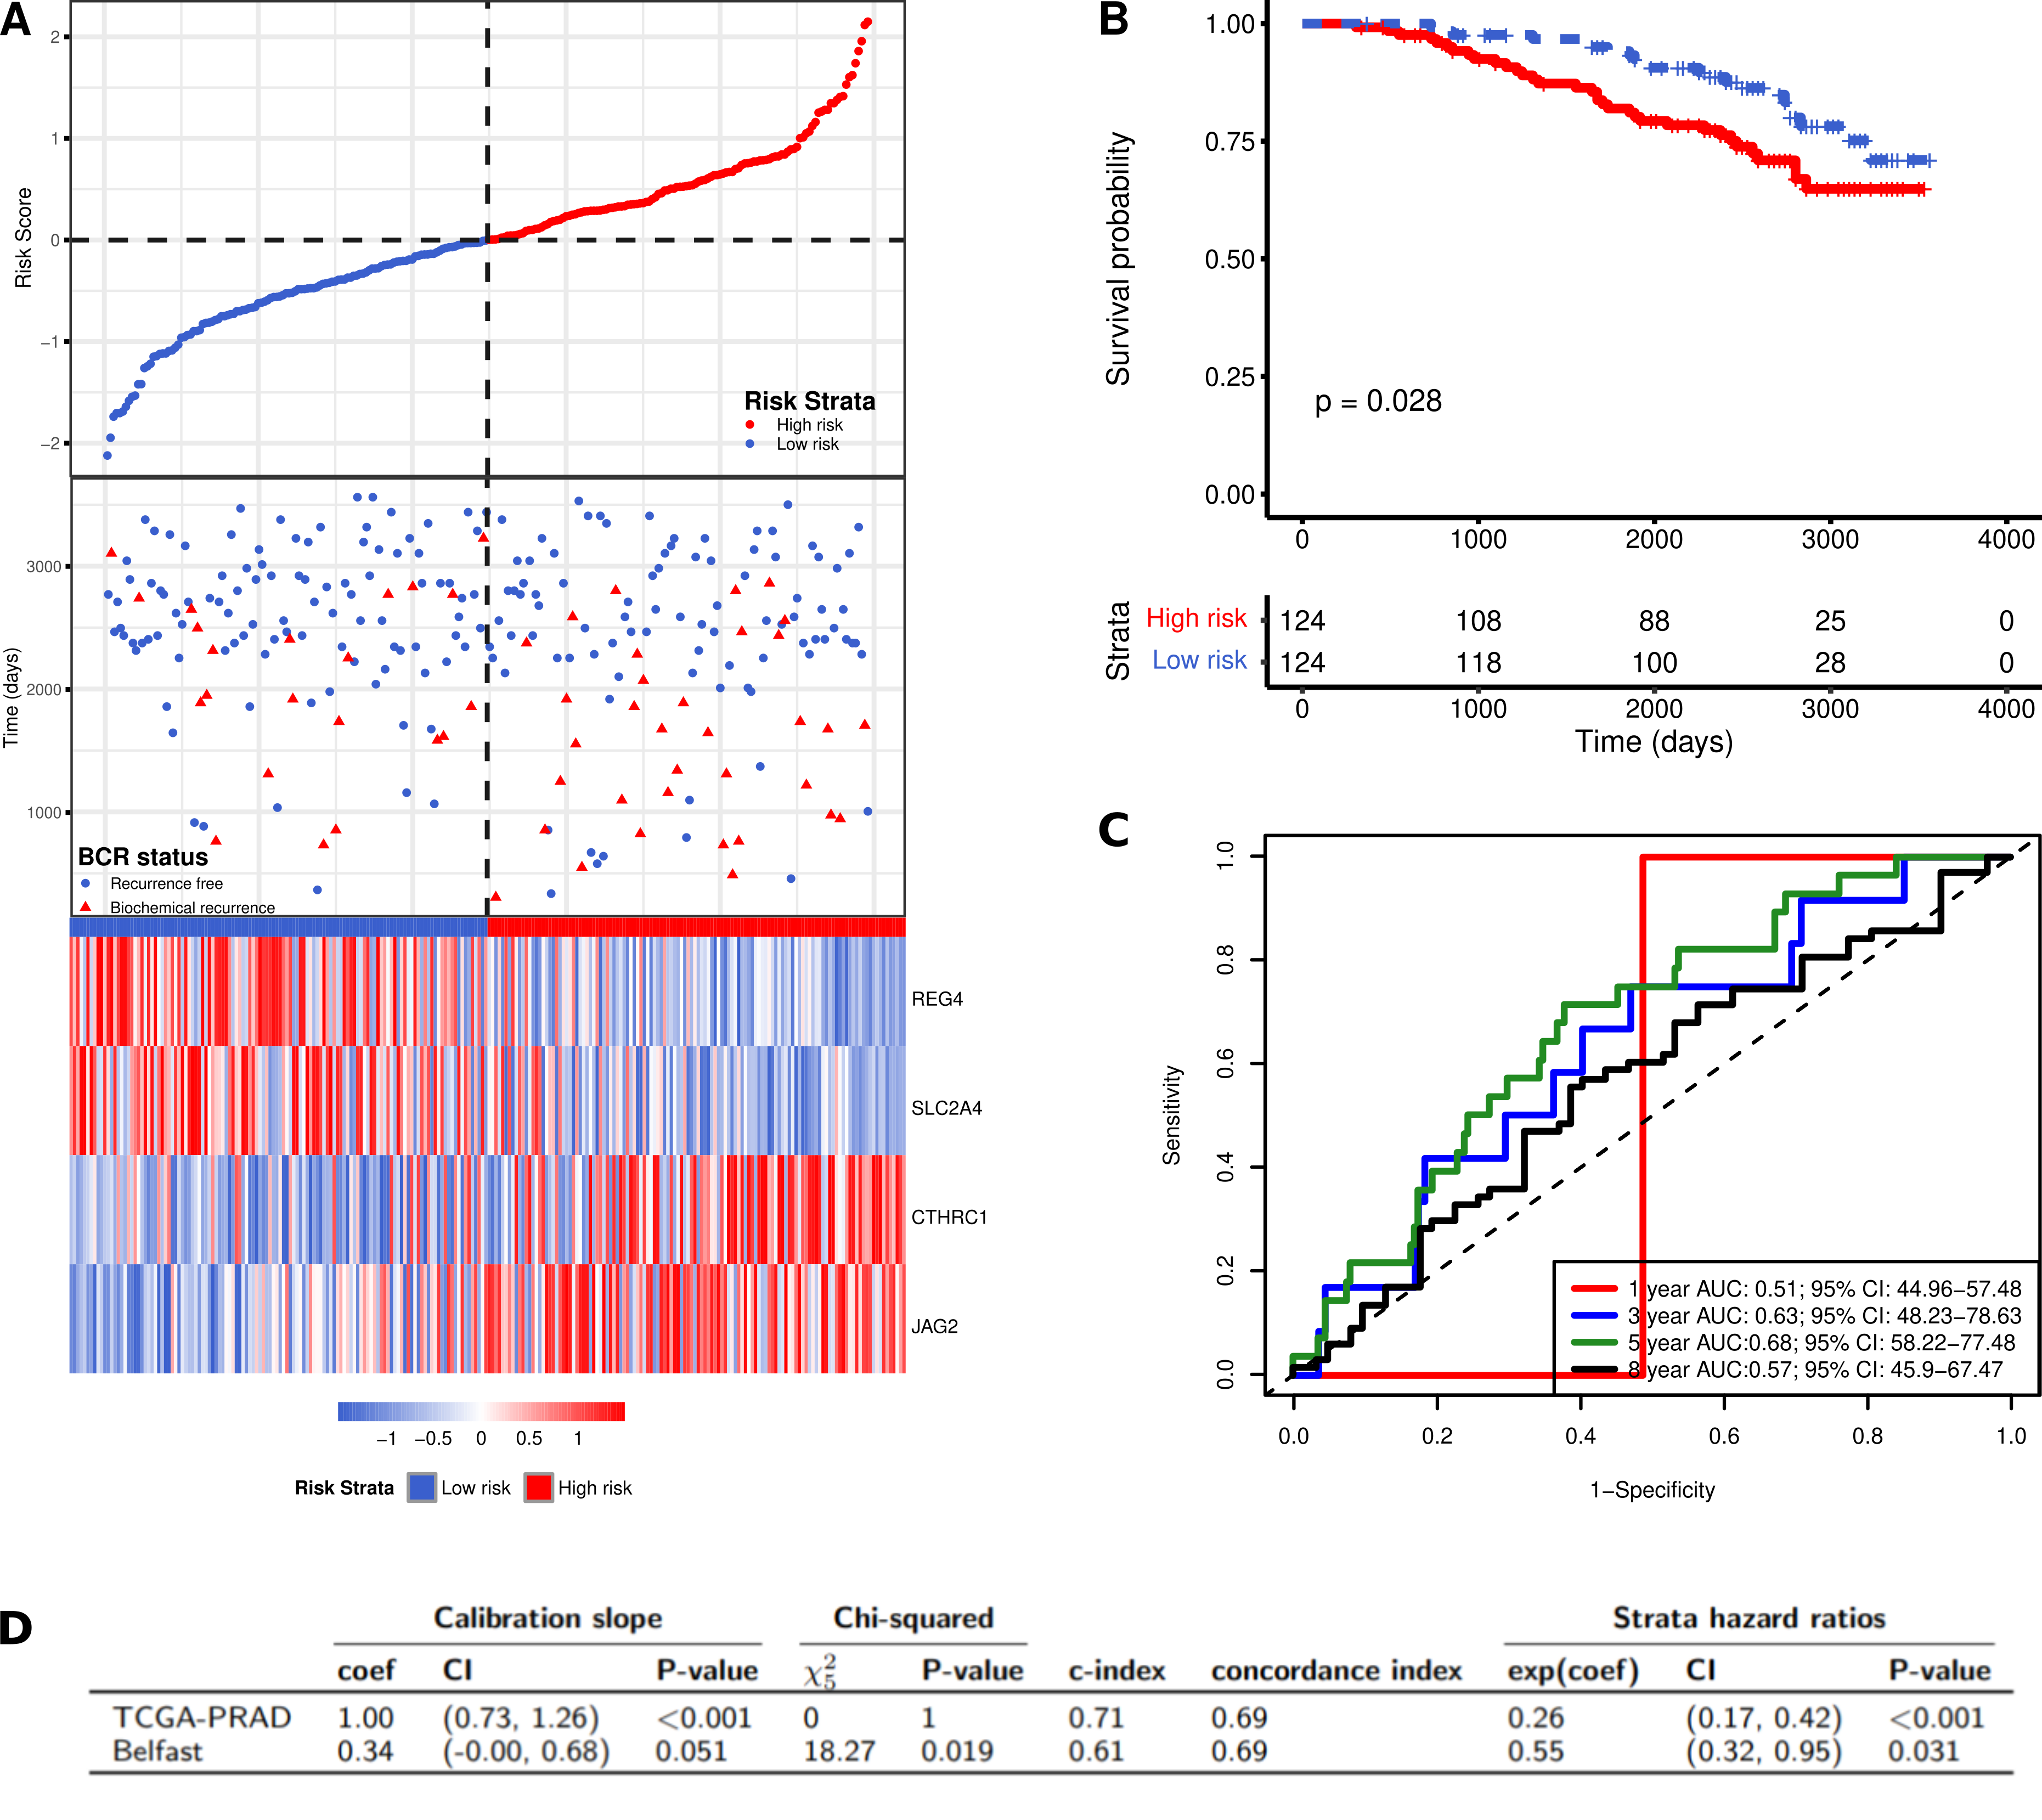 A
2
1
0
−1
−2
Risk Score
Risk Strata
High risk
Low risk
3000
2000
1000
Time (days)
BCR status
Recurrence free
Biochemical recurrence
REG4
SLC2A4
CTHRC1
JAG2
−1 −0.5 0 0.5 1
Risk Strata Low risk High risk
B
1.00
0.75
0.50
0.25
0.00
Survival probability
p = 0.028
0 1000 2000 3000 4000
Strata
High risk 124 108 88 25 0
Low risk 124 118 100 28 0
0 1000 2000 3000 4000
Time (days)
C
1.0
0.8
0.6
0.4
0.2
0.0
Sensitivity
1 year AUC: 0.51; 95% CI: 44.96−57.48
3 year AUC: 0.63; 95% CI: 48.23−78.63
5 year AUC:0.68; 95% CI: 58.22−77.48
8 year AUC:0.57; 95% CI: 45.9−67.47
0.0 0.2 0.4 0.6 0.8 1.0
1−Specificity
D
Calibration slope Chi-squared Strata hazard ratios
coef CI P-value χ²₅ P-value c-index concordance index exp(coef) CI P-value
TCGA-PRAD 1.00 (0.73, 1.26) <0.001 0 1 0.71 0.69 0.26 (0.17, 0.42) <0.001
Belfast 0.34 (-0.00, 0.68) 0.051 18.27 0.019 0.61 0.69 0.55 (0.32, 0.95) 0.031